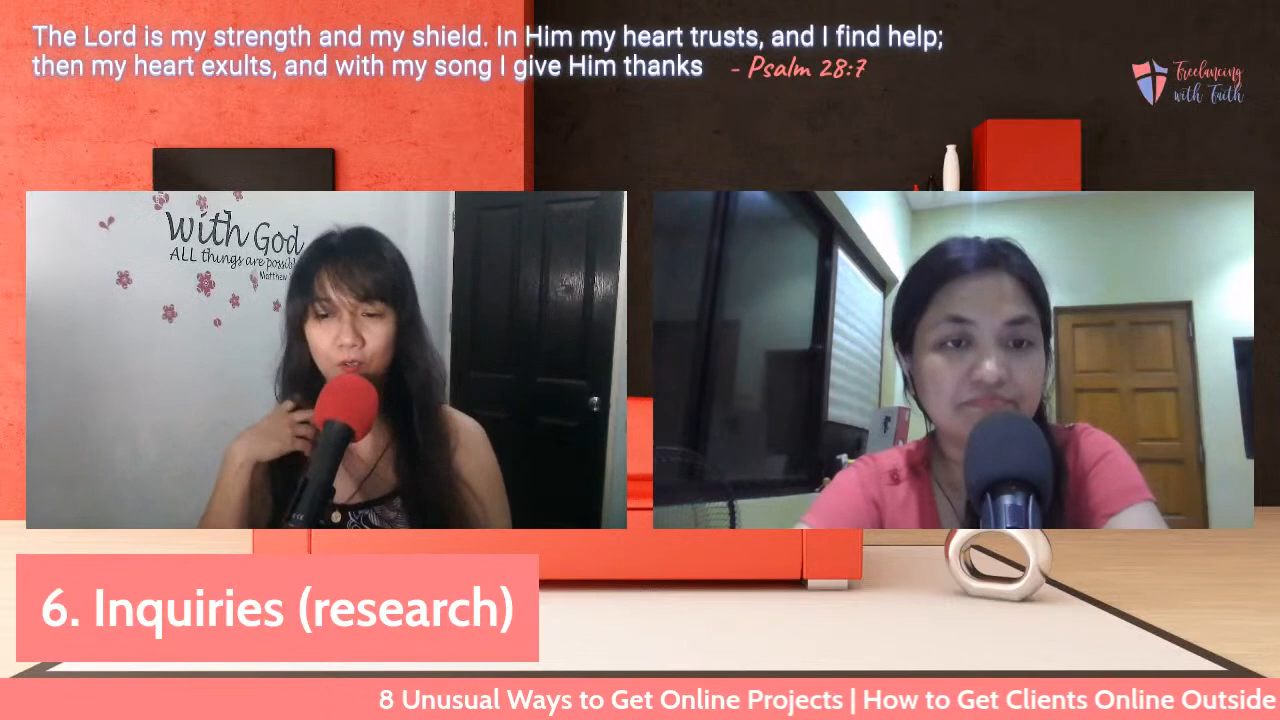 The Lord is my strength and my shield. In Him my heart trusts, and I find help;
then my heart exults, and with my song I give Him thanks - Psalm 28:7
Freelancing
with Faith
With God
ALL things are possib
Matthew
6. Inquiries (research)
8 Unusual Ways to Get Online Projects | How to Get Clients Online Outside